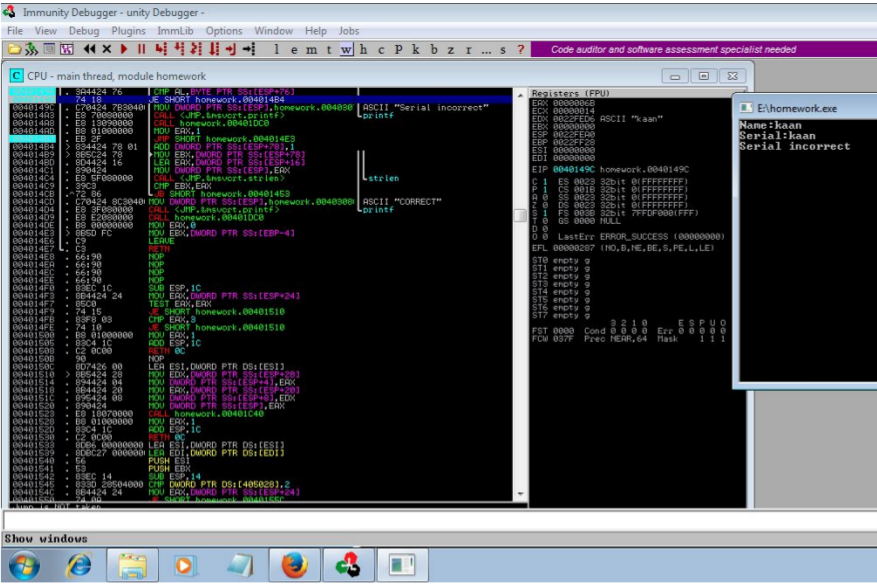 Immunity Debugger - unity Debugger -
File View Debug Plugins ImmLib Options Window Help Jobs
l e m t w h c P k b z r ... s ? Code auditor and software assessment specialist needed
C CPU - main thread, module homework
. 3A4424 76 CMP AL,BYTE PTR SS:[ESP+76]
74 18 JE SHORT homework.004014B4
0040149C . C70424 7B3040 MOV DWORD PTR SS:[ESP],homework.0040307 ASCII "Serial incorrect"
004014A3 . E8 70080000 CALL <JMP.&msvcrt.printf> printf
. E8 13090000 CALL homework.00401DC0
004014AD . B8 01000000 MOV EAX,1
. EB 2F JMP SHORT homework.004014E3
004014B4 > 834424 78 01 ADD DWORD PTR SS:[ESP+78],1
004014B9 > 8B5C24 78 MOV EBX,DWORD PTR SS:[ESP+78]
004014BD . 8D4424 16 LEA EAX,DWORD PTR SS:[ESP+16]
004014C1 . 890424 MOV DWORD PTR SS:[ESP],EAX
004014C4 . E8 5F080000 CALL <JMP.&msvcrt.strlen> strlen
004014C9 . 39C3 CMP EBX,EAX
004014CB .^72 86 JB SHORT homework.00401453
004014CD . C70424 8C3040 MOV DWORD PTR SS:[ESP],homework.0040308 ASCII "CORRECT"
004014D4 . E8 3F080000 CALL <JMP.&msvcrt.printf> printf
004014D9 . E8 E2080000 CALL homework.00401DC0
004014DE . B8 00000000 MOV EAX,0
004014E3 > 8B5D FC MOV EBX,DWORD PTR SS:[EBP-4]
004014E6 . C9 LEAVE
004014E7 . C3 RETN
004014E8 . 66:90 NOP
004014EA . 66:90 NOP
004014EC . 66:90 NOP
004014EE . 66:90 NOP
004014F0 . 83EC 1C SUB ESP,1C
004014F3 . 8B4424 24 MOV EAX,DWORD PTR SS:[ESP+24]
004014F7 . 85C0 TEST EAX,EAX
004014F9 . 74 15 JE SHORT homework.00401510
004014FB . 83F8 03 CMP EAX,3
004014FE . 74 10 JE SHORT homework.00401510
00401500 . B8 01000000 MOV EAX,1
00401505 . 83C4 1C ADD ESP,1C
00401508 . C2 0C00 RETN 0C
0040150B 90 NOP
0040150C . 8D7426 00 LEA ESI,DWORD PTR DS:[ESI]
00401510 > 8B5424 28 MOV EDX,DWORD PTR SS:[ESP+28]
00401514 . 894424 04 MOV DWORD PTR SS:[ESP+4],EAX
00401518 . 8B4424 20 MOV EAX,DWORD PTR SS:[ESP+20]
0040151C . 895424 08 MOV DWORD PTR SS:[ESP+8],EDX
00401520 . 890424 MOV DWORD PTR SS:[ESP],EAX
00401523 . E8 18070000 CALL homework.00401C40
00401528 . B8 01000000 MOV EAX,1
0040152D . 83C4 1C ADD ESP,1C
00401530 . C2 0C00 RETN 0C
00401533 8DB6 00000000 LEA ESI,DWORD PTR DS:[ESI]
00401539 . 8DBC27 000000 LEA EDI,DWORD PTR DS:[EDI]
00401540 . 56 PUSH ESI
00401541 . 53 PUSH EBX
00401542 . 83EC 14 SUB ESP,14
00401545 . 833D 28504000 CMP DWORD PTR DS:[405028],2
0040154C . 8B4424 24 MOV EAX,DWORD PTR SS:[ESP+24]
00401550 . 74 0A JE SHORT homework.0040155C
Jump is NOT taken
Registers (FPU)
EAX 0000006B
ECX 00000014
EDX 0022FED6 ASCII "kaan"
EBX 00000000
ESP 0022FEA0
EBP 0022FF28
ESI 00000000
EDI 00000000
EIP 0040149C homework.0040149C
C 1 ES 0023 32bit 0(FFFFFFFF)
P 1 CS 001B 32bit 0(FFFFFFFF)
A 0 SS 0023 32bit 0(FFFFFFFF)
Z 0 DS 0023 32bit 0(FFFFFFFF)
S 1 FS 003B 32bit 7FFDF000(FFF)
T 0 GS 0000 NULL
D 0
O 0 LastErr ERROR_SUCCESS (00000000)
EFL 00000287 (NO,B,NE,BE,S,PE,L,LE)
ST0 empty g
ST1 empty g
ST2 empty g
ST3 empty g
ST4 empty g
ST5 empty g
ST6 empty g
ST7 empty g
3 2 1 0 E S P U O
FST 0000 Cond 0 0 0 0 Err 0 0 0 0 0
FCW 037F Prec NEAR,64 Mask 1 1 1
E:\homework.exe
Name:kaan
Serial:kaan
Serial incorrect
Show windows